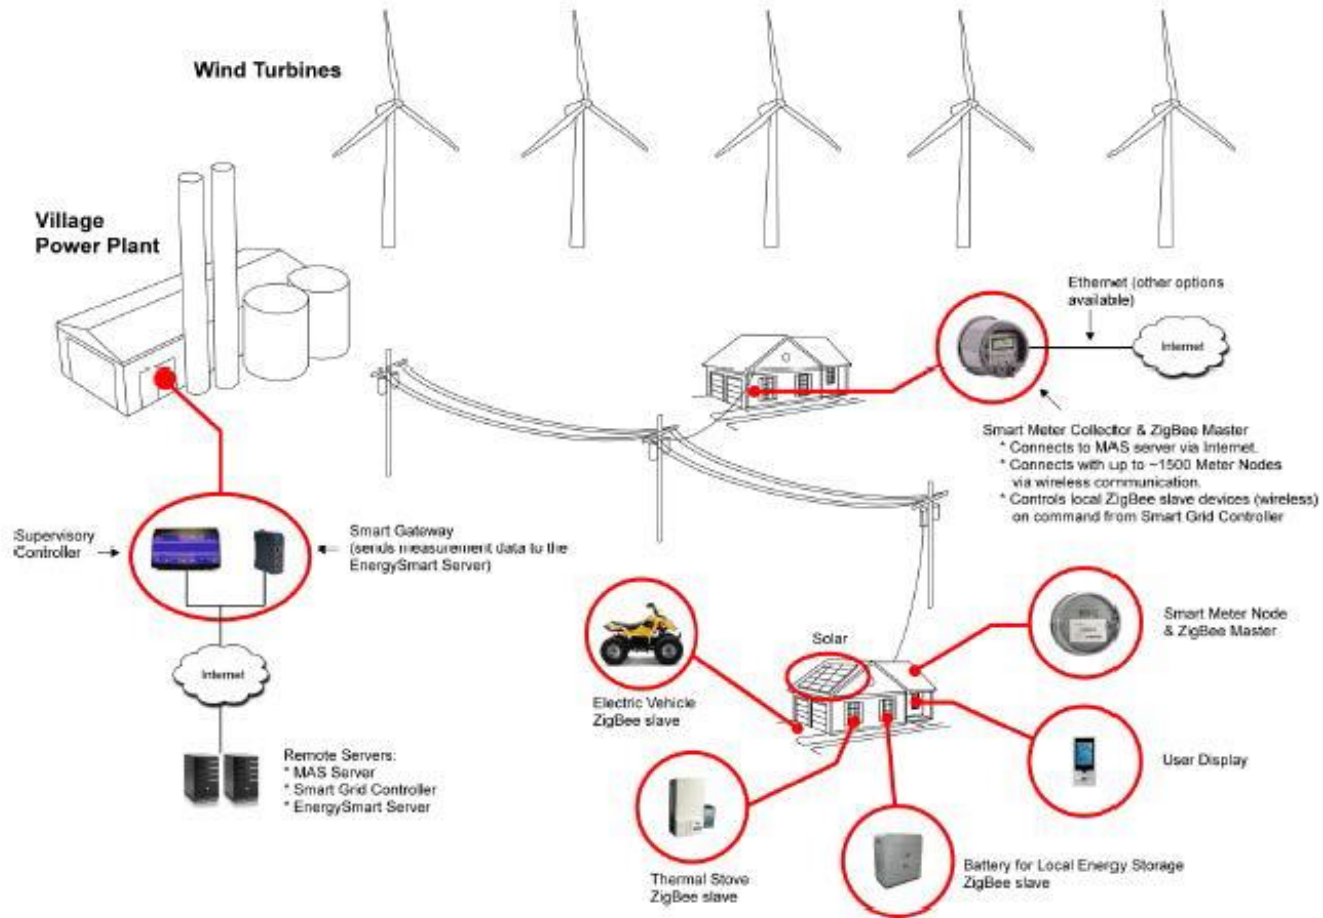 Wind Turbines
Village
Power Plant
Ethernet (other options
available)
Internet
Smart Meter Collector & ZigBee Master
* Connects to MAS server via Internet.
* Connects with up to ~1500 Meter Nodes
via wireless communication.
* Controls local ZigBee slave devices (wireless)
on command from Smart Grid Controller
Supervisory
Controller
Smart Gateway
(sends measurement data to the
EnergySmart Server)
Internet
Remote Servers:
* MAS Server
* Smart Grid Controller
* EnergySmart Server
Solar
Electric Vehicle
ZigBee slave
Smart Meter Node
& ZigBee Master
User Display
Thermal Stove
ZigBee slave
Battery for Local Energy Storage
ZigBee slave